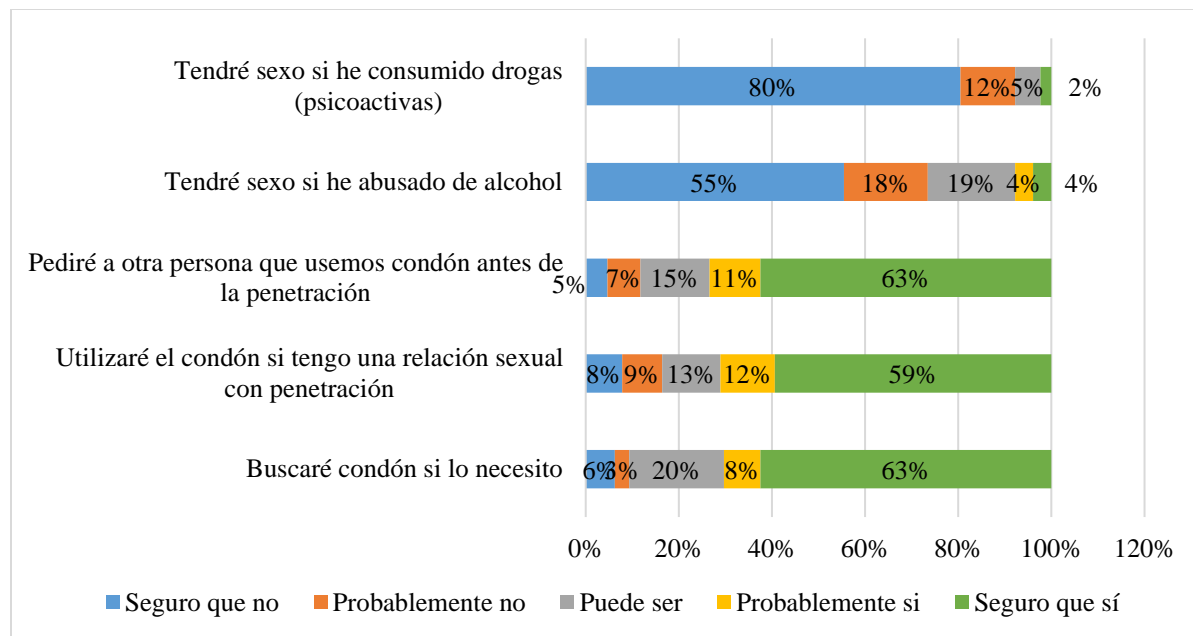 Tendré sexo si he consumido drogas
(psicoactivas)
80%
12%
5%
2%
Tendré sexo si he abusado de alcohol
55%
18%
19%
4%
4%
Pediré a otra persona que usemos condón antes de
la penetración
5%
7%
15%
11%
63%
Utilizaré el condón si tengo una relación sexual
con penetración
8%
9%
13%
12%
59%
Buscaré condón si lo necesito
6%
3%
20%
8%
63%
0%
20%
40%
60%
80%
100%
120%
Seguro que no
Probablemente no
Puede ser
Probablemente si
Seguro que sí